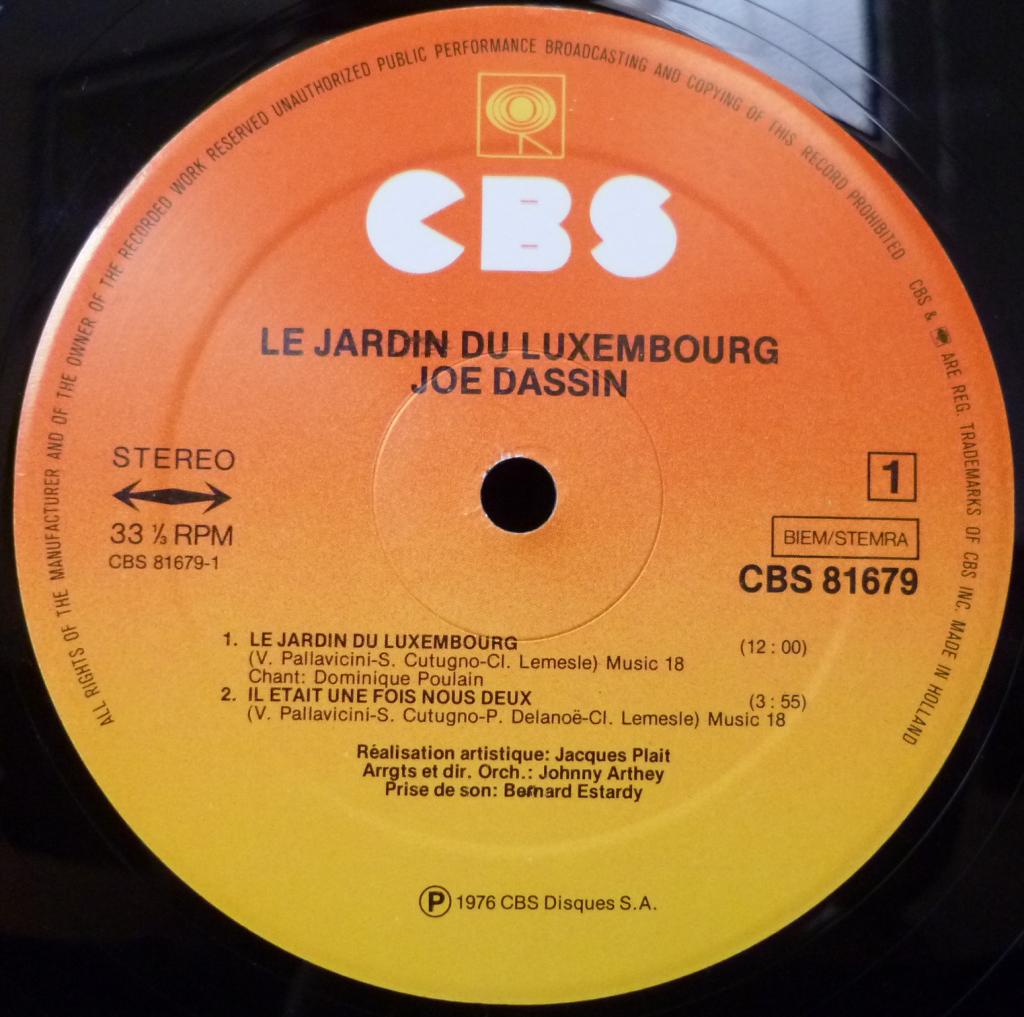 ALL RIGHTS OF THE MANUFACTURER AND OF THE OWNER OF THE RECORDED WORK RESERVED UNAUTHORIZED PUBLIC PERFORMANCE BROADCASTING AND COPYING OF THIS RECORD PROHIBITED CBS & ARE REG. TRADEMARKS OF CBS INC. MADE IN HOLLAND
CBS
LE JARDIN DU LUXEMBOURG
JOE DASSIN
STEREO
33 ⅓ RPM
CBS 81679-1
1
BIEM/STEMRA
CBS 81679
1. LE JARDIN DU LUXEMBOURG (12 : 00)
(V. Pallavicini-S. Cutugno-Cl. Lemesle) Music 18
Chant: Dominique Poulain
2. IL ETAIT UNE FOIS NOUS DEUX (3 : 55)
(V. Pallavicini-S. Cutugno-P. Delanoë-Cl. Lemesle) Music 18
Réalisation artistique: Jacques Plait
Arrgts et dir. Orch.: Johnny Arthey
Prise de son: Bernard Estardy
Ⓟ 1976 CBS Disques S.A.